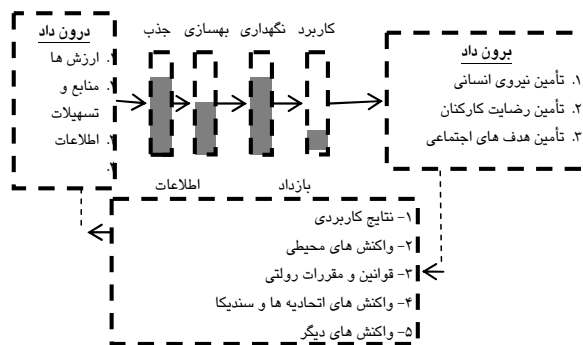 درون داد
۱. ارزش ها
۲. منابع و
تسهیلات
۳. اطلاعات
۴.
جذب
بهسازی
نگهداری
کاربرد
برون داد
۱. تأمین نیروی انسانی
۲. تأمین رضایت کارکنان
۳. تأمین هدف های اجتماعی
اطلاعات
بازداد
۱- نتایج کاربردی
۲- واکنش های محیطی
۳- قوانین و مقررات رولتی
۴- واکنش های اتحادیه ها و سندیکا
۵- واکنش های دیگر